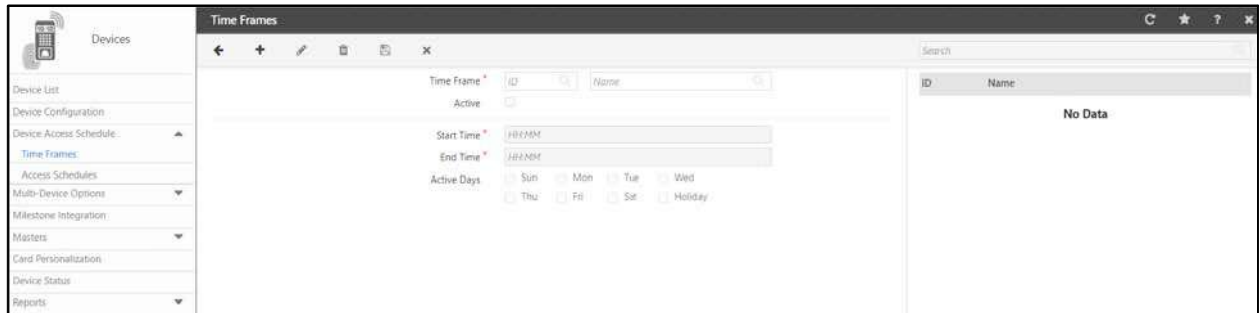 Devices
Device List
Device Configuration
Device Access Schedule
Time Frames
Access Schedules
Multi-Device Options
Milestone Integration
Masters
Card Personalization
Device Status
Reports
Time Frames
?
Time Frame * ID Name
Active
Start Time * HH:MM
End Time * HH:MM
Active Days Sun Mon Tue Wed
Thu Fri Sat Holiday
Search
ID Name
No Data